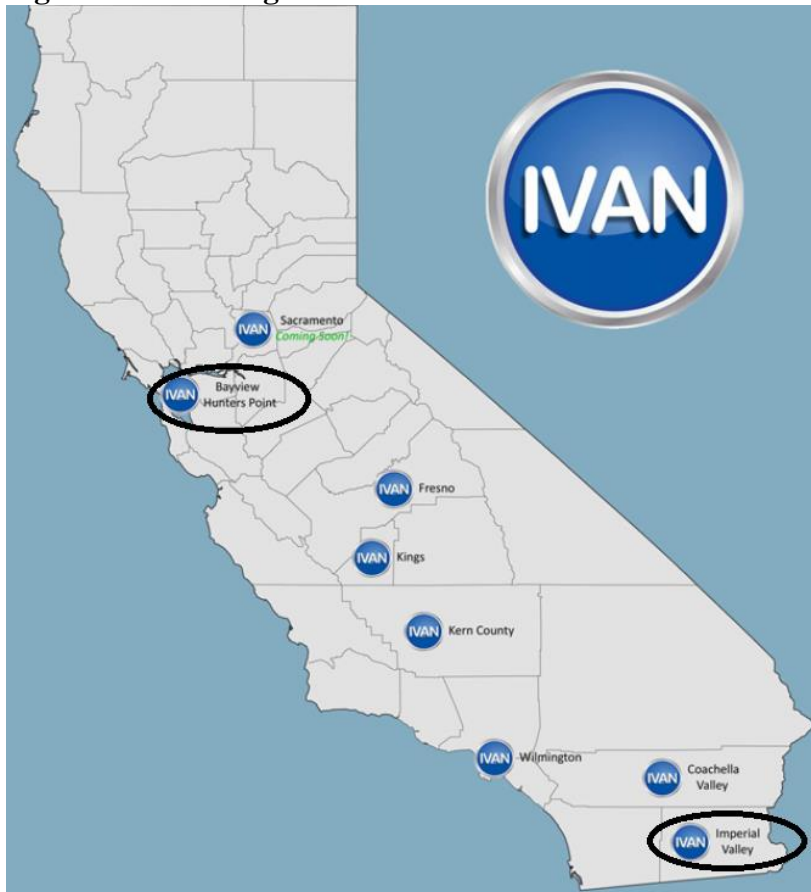 IVAN
IVAN
Sacramento
Coming Soon!
IVAN
Bayview
Hunters Point
IVAN
Fresno
IVAN
Kings
IVAN
Kern County
IVAN
Wilmington
IVAN
Coachella
Valley
IVAN
Imperial
Valley